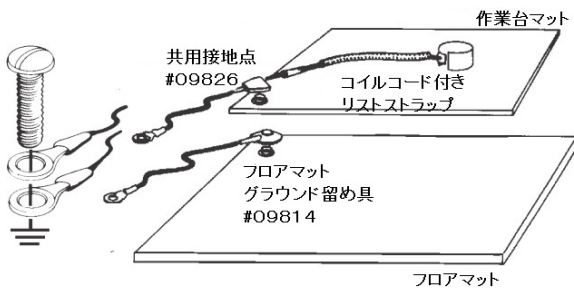 作業台マット
共用接地点
#09826
コイルコード付き
リストストラップ
フロアマット
グラウンド留め具
#09814
フロアマット